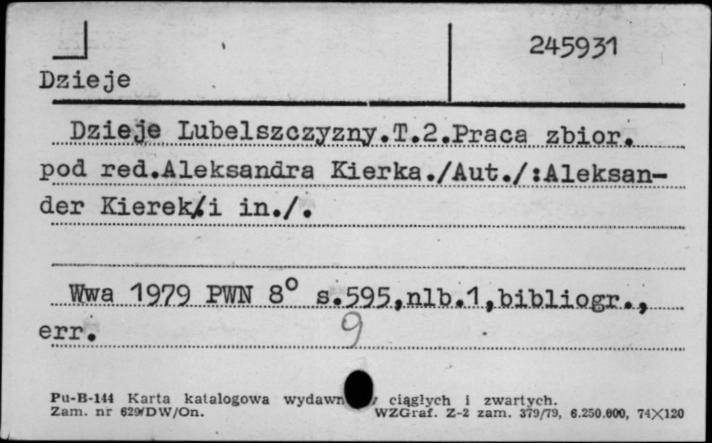 245931
Dzieje
Dzieje Lubelszczyzny.T.2.Praca zbior.
pod red.Aleksandra Kierka./Aut./:Aleksan-
der Kierek/i in./.
Wwa 1979 PWN 8° s.595,nlb.1,bibliogr.,
err.
9
Pu-B-144 Karta katalogowa wydawn ciągłych i zwartych.
Zam. nr 629/DW/On. WZGraf. Z-2 zam. 379/79, 6.250.000, 74×120